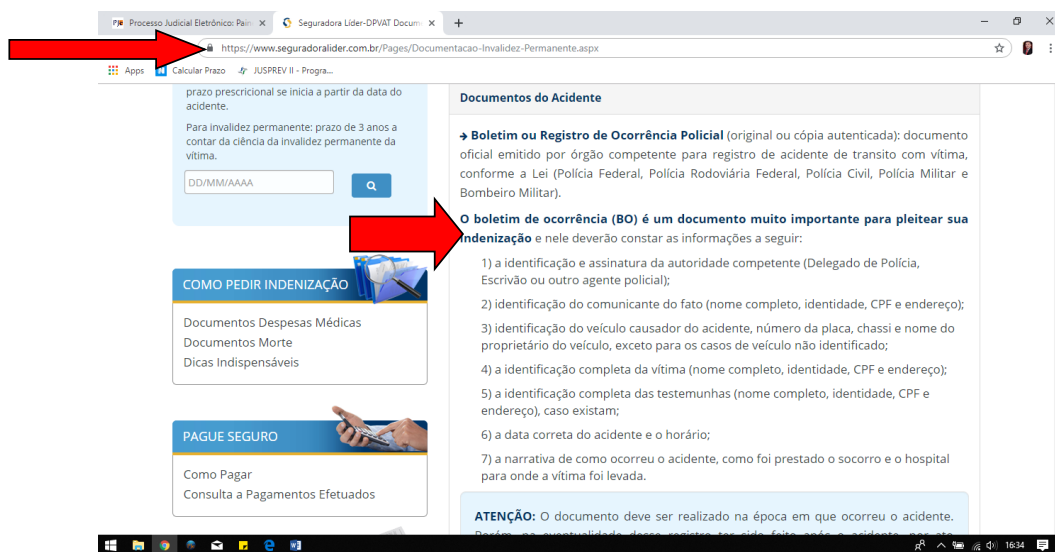 PJe Processo Judicial Eletrônico: Pain
Seguradora Líder-DPVAT Docum
https://www.seguradoralider.com.br/Pages/Documentacao-Invalidez-Permanente.aspx
Apps
Calcular Prazo
JUSPREV II - Progra...
prazo prescricional se inicia a partir da data do
acidente.
Para invalidez permanente: prazo de 3 anos a
contar da ciência da invalidez permanente da
vítima.
DD/MM/AAAA
COMO PEDIR INDENIZAÇÃO
Documentos Despesas Médicas
Documentos Morte
Dicas Indispensáveis
PAGUE SEGURO
Como Pagar
Consulta a Pagamentos Efetuados
Documentos do Acidente
→ Boletim ou Registro de Ocorrência Policial (original ou cópia autenticada): documento
oficial emitido por órgão competente para registro de acidente de transito com vítima,
conforme a Lei (Polícia Federal, Polícia Rodoviária Federal, Polícia Civil, Polícia Militar e
Bombeiro Militar).
O boletim de ocorrência (BO) é um documento muito importante para pleitear sua
indenização e nele deverão constar as informações a seguir:
1) a identificação e assinatura da autoridade competente (Delegado de Polícia,
Escrivão ou outro agente policial);
2) identificação do comunicante do fato (nome completo, identidade, CPF e endereço);
3) identificação do veículo causador do acidente, número da placa, chassi e nome do
proprietário do veículo, exceto para os casos de veículo não identificado;
4) a identificação completa da vítima (nome completo, identidade, CPF e endereço);
5) a identificação completa das testemunhas (nome completo, identidade, CPF e
endereço), caso existam;
6) a data correta do acidente e o horário;
7) a narrativa de como ocorreu o acidente, como foi prestado o socorro e o hospital
para onde a vítima foi levada.
ATENÇÃO: O documento deve ser realizado na época em que ocorreu o acidente.
16:34